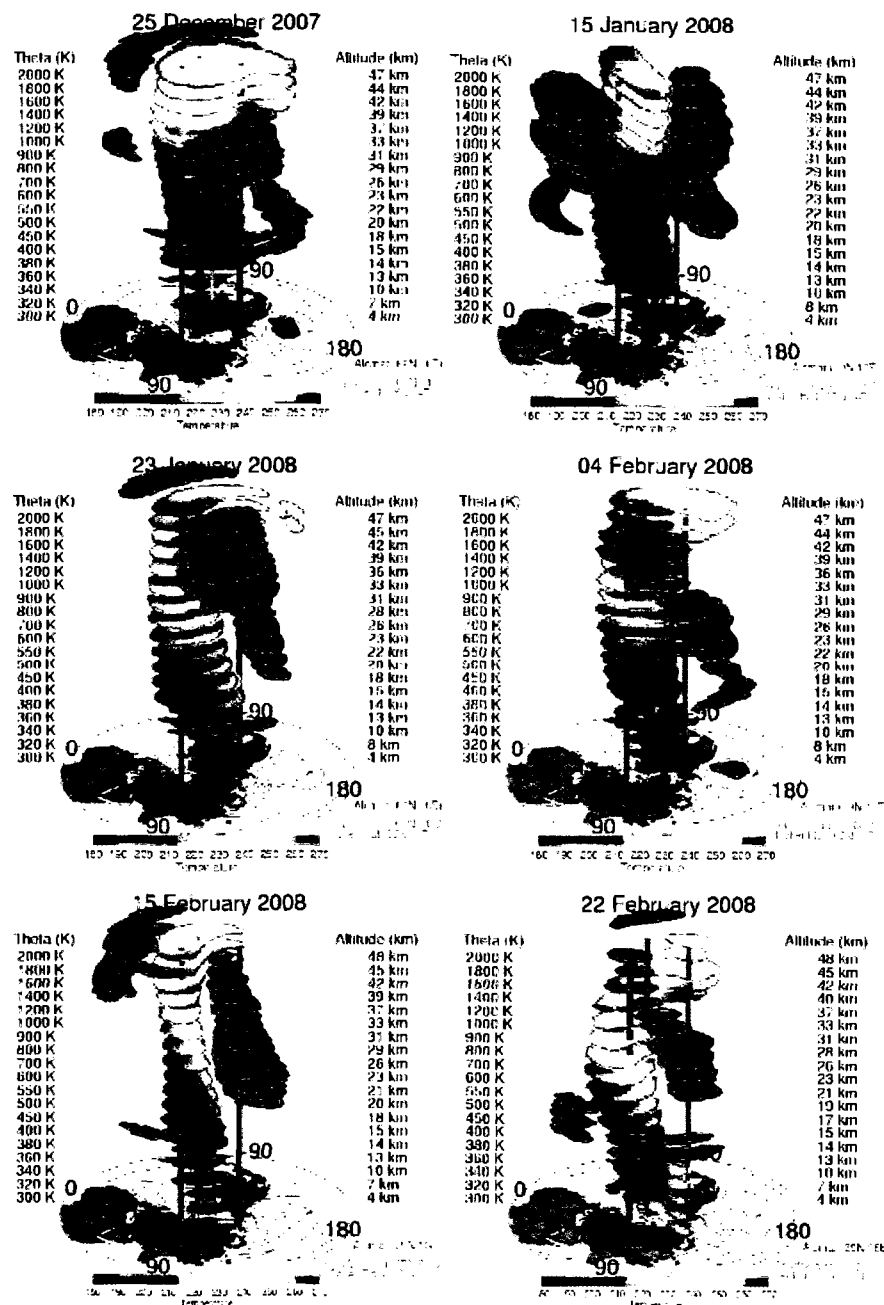 25 December 2007
Theta (K) Altitude (km)
2000 K 47 km
1800 K 44 km
1600 K 42 km
1400 K 39 km
1200 K 37 km
1000 K 33 km
900 K 31 km
800 K 29 km
700 K 26 km
600 K 23 km
550 K 22 km
500 K 20 km
450 K 18 km
400 K 15 km
380 K 14 km
360 K 13 km
340 K 10 km
320 K 7 km
300 K 4 km
-90
0
180
90
Temperature
15 January 2008
Theta (K) Altitude (km)
2000 K 47 km
1800 K 44 km
1600 K 42 km
1400 K 39 km
1200 K 37 km
1000 K 33 km
900 K 31 km
800 K 29 km
700 K 26 km
600 K 23 km
550 K 22 km
500 K 20 km
450 K 18 km
400 K 15 km
380 K 14 km
360 K 13 km
340 K 10 km
320 K 8 km
300 K 4 km
-90
0
180
90
Temperature
23 January 2008
Theta (K) Altitude (km)
2000 K 47 km
1800 K 45 km
1600 K 42 km
1400 K 39 km
1200 K 36 km
1000 K 33 km
900 K 31 km
800 K 28 km
700 K 26 km
600 K 23 km
550 K 22 km
500 K 20 km
450 K 18 km
400 K 15 km
380 K 14 km
360 K 13 km
340 K 10 km
320 K 8 km
300 K 4 km
-90
0
180
90
Temperature
04 February 2008
Theta (K) Altitude (km)
2000 K 47 km
1800 K 44 km
1600 K 42 km
1400 K 39 km
1200 K 36 km
1000 K 33 km
900 K 31 km
800 K 29 km
700 K 26 km
600 K 23 km
550 K 22 km
500 K 20 km
450 K 18 km
400 K 15 km
380 K 14 km
360 K 13 km
340 K 10 km
320 K 8 km
300 K 4 km
0
180
90
Temperature
15 February 2008
Theta (K) Altitude (km)
2000 K 48 km
1800 K 45 km
1600 K 42 km
1400 K 39 km
1200 K 37 km
1000 K 33 km
900 K 31 km
800 K 29 km
700 K 26 km
600 K 23 km
550 K 21 km
500 K 20 km
450 K 18 km
400 K 15 km
380 K 14 km
360 K 13 km
340 K 10 km
320 K 7 km
300 K 4 km
-90
0
180
90
Temperature
22 February 2008
Theta (K) Altitude (km)
2000 K 48 km
1800 K 45 km
1600 K 42 km
1400 K 40 km
1200 K 37 km
1000 K 33 km
900 K 31 km
800 K 28 km
700 K 26 km
600 K 23 km
550 K 21 km
500 K 19 km
450 K 17 km
400 K 15 km
380 K 14 km
360 K 13 km
340 K 10 km
320 K 7 km
300 K 4 km
0
180
90
Temperature